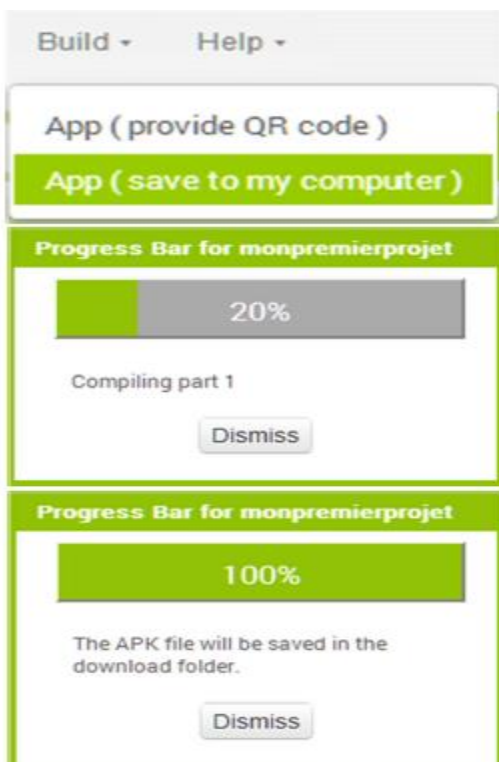 Build Help
App ( provide QR code )
App ( save to my computer )
Progress Bar for monpremierprojet
20%
Compiling part 1
Dismiss
Progress Bar for monpremierprojet
100%
The APK file will be saved in the
download folder.
Dismiss